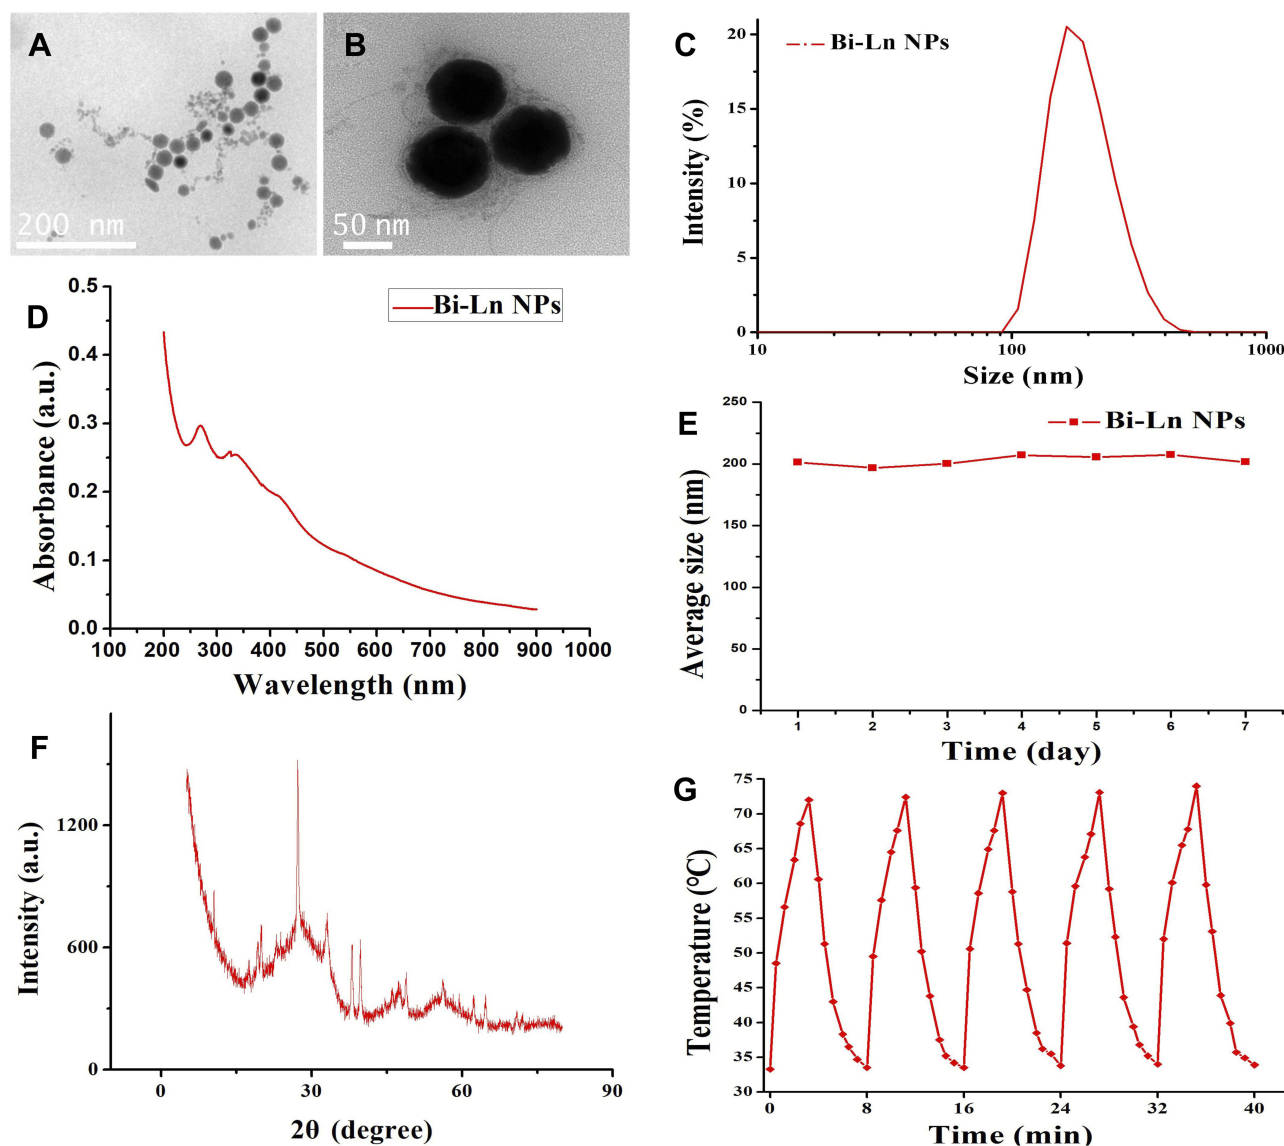 A
200 nm
B
50 nm
C
Bi-Ln NPs
20
15
10
5
0
10
100
1000
Intensity (%)
Size (nm)
D
Bi-Ln NPs
0.5
0.4
0.3
0.2
0.1
0.0
100 200 300 400 500 600 700 800 900 1000
Absorbance (a.u.)
Wavelength (nm)
E
Bi-Ln NPs
250
200
150
100
50
0
1 2 3 4 5 6 7
Average size (nm)
Time (day)
F
1200
600
0
0 30 60 90
Intensity (a.u.)
2θ (degree)
G
75
70
65
60
55
50
45
40
35
30
0 8 16 24 32 40
Temperature (℃)
Time (min)